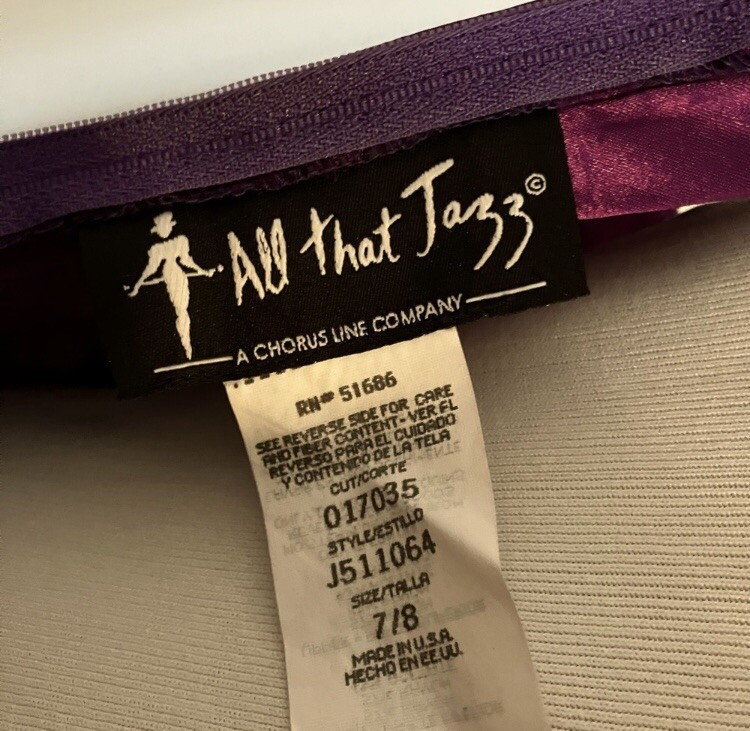 All that Jazz©
A CHORUS LINE COMPANY
RN# 51686
SEE REVERSE SIDE FOR CARE
AND FIBER CONTENT-VER EL
REVERSO PARA EL CUIDADO
Y CONTENIDO DE LA TELA
CUT/CORTE
017035
STYLE/ESTILLO
J511064
SIZE/TALLA
7/8
MADE IN U.S.A.
HECHO EN EE.UU.